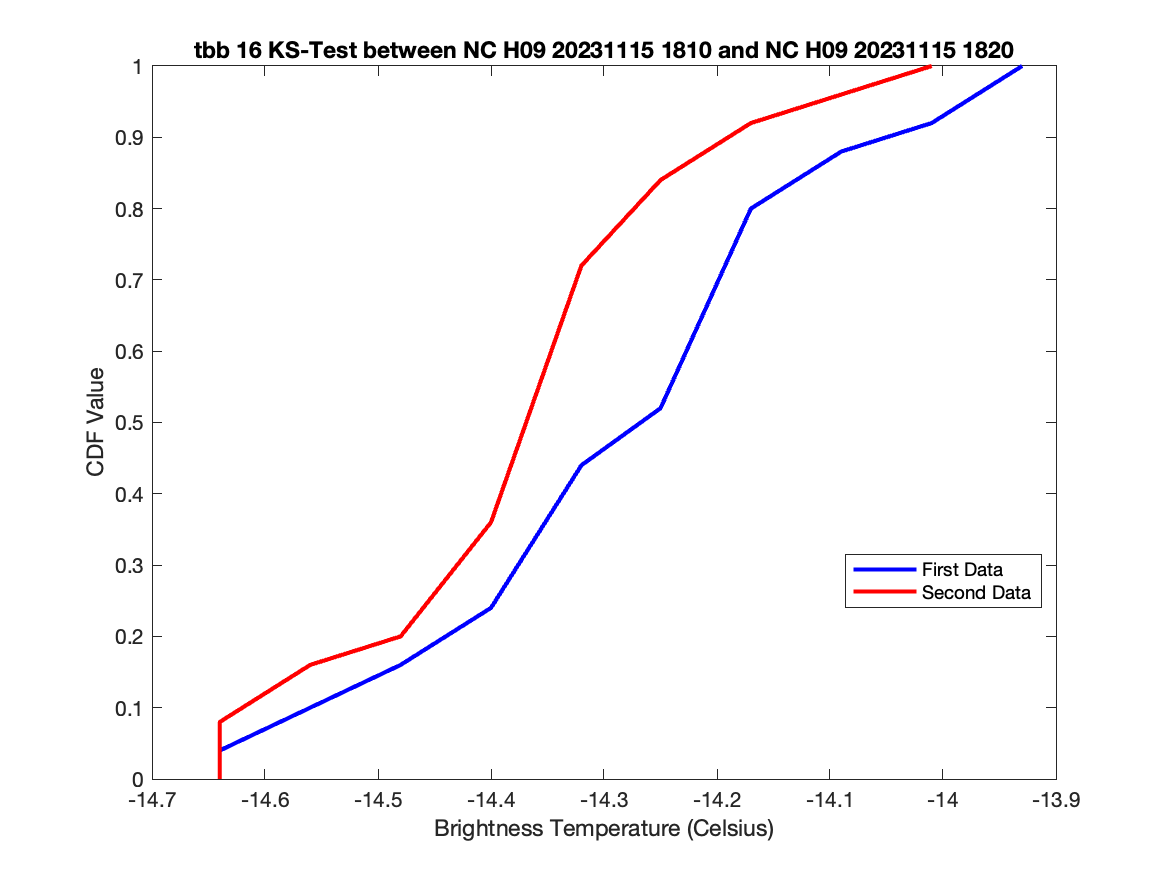 tbb 16 KS-Test between NC H09 20231115 1810 and NC H09 20231115 1820
1
0.9
0.8
0.7
0.6
0.5
0.4
0.3
0.2
0.1
0
CDF Value
First Data
Second Data
-14.7 -14.6 -14.5 -14.4 -14.3 -14.2 -14.1 -14 -13.9
Brightness Temperature (Celsius)